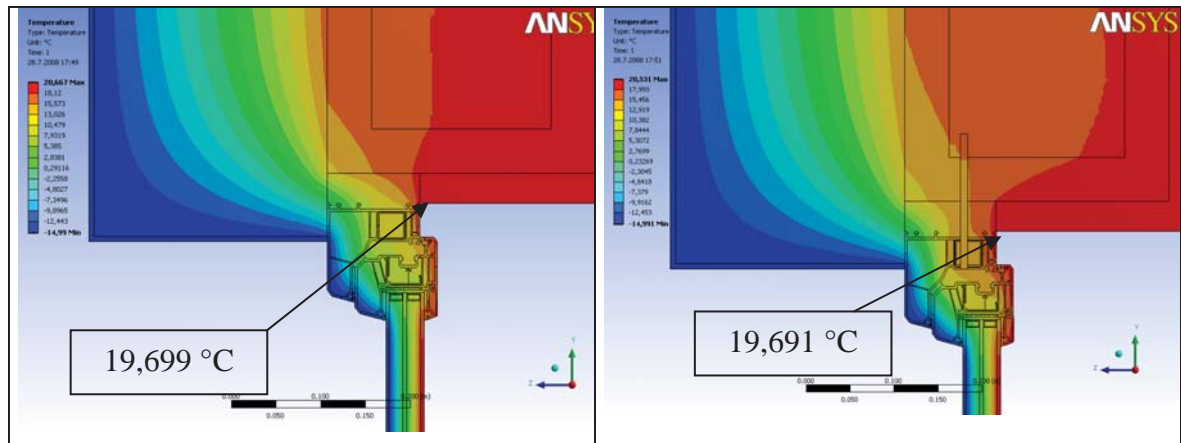 Temperature
Type: Temperature
Unit: °C
Time: 1
28.7.2008 17:49
20,667 Max
18,12
15,573
13,026
10,479
7,9319
5,385
2,8381
0,29116
-2,2558
-4,8027
-7,3496
-9,8965
-12,443
-14,99 Min
ANSY
19,699 °C
0.000
0.100
0.200 (m)
0.050
0.150
Y
Z
Temperature
Type: Temperature
Unit: °C
Time: 1
28.7.2008 17:51
20,531 Max
17,993
15,456
12,919
10,382
7,8444
5,3072
2,7699
0,23269
-2,3045
-4,8418
-7,379
-9,9162
-12,453
-14,991 Min
ANSYS
19,691 °C
0.000
0.100
0.200 (m)
0.050
0.150
Y
Z